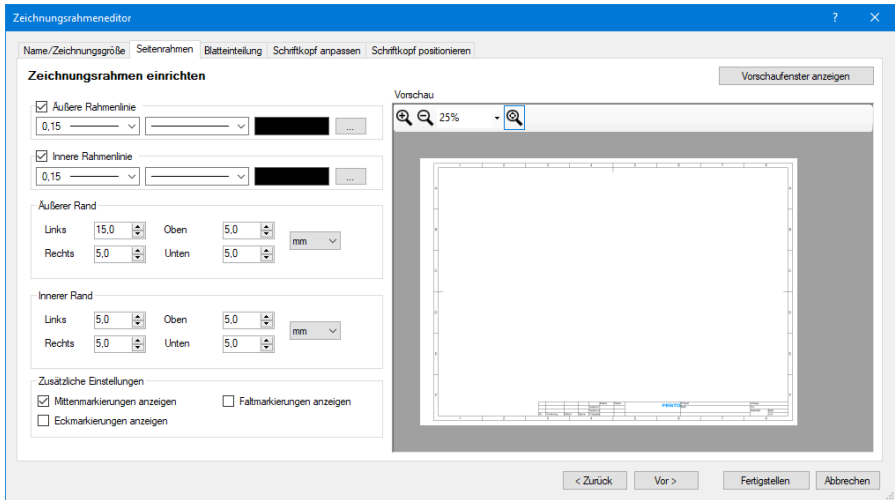 Zeichnungsrahmeneditor
?
×
Name/Zeichnungsgröße Seitenrahmen Blatteinteilung Schriftkopf anpassen Schriftkopf positionieren
Zeichnungsrahmen einrichten
Vorschaufenster anzeigen
Äußere Rahmenlinie
0,15
...
Innere Rahmenlinie
0,15
...
Äußerer Rand
Links 15,0 Oben 5,0
mm
Rechts 5,0 Unten 5,0
Innerer Rand
Links 5,0 Oben 5,0
mm
Rechts 5,0 Unten 5,0
Zusätzliche Einstellungen
Mittenmarkierungen anzeigen Faltmarkierungen anzeigen
Eckmarkierungen anzeigen
Vorschau
25%
FESTO
< Zurück Vor > Fertigstellen Abbrechen